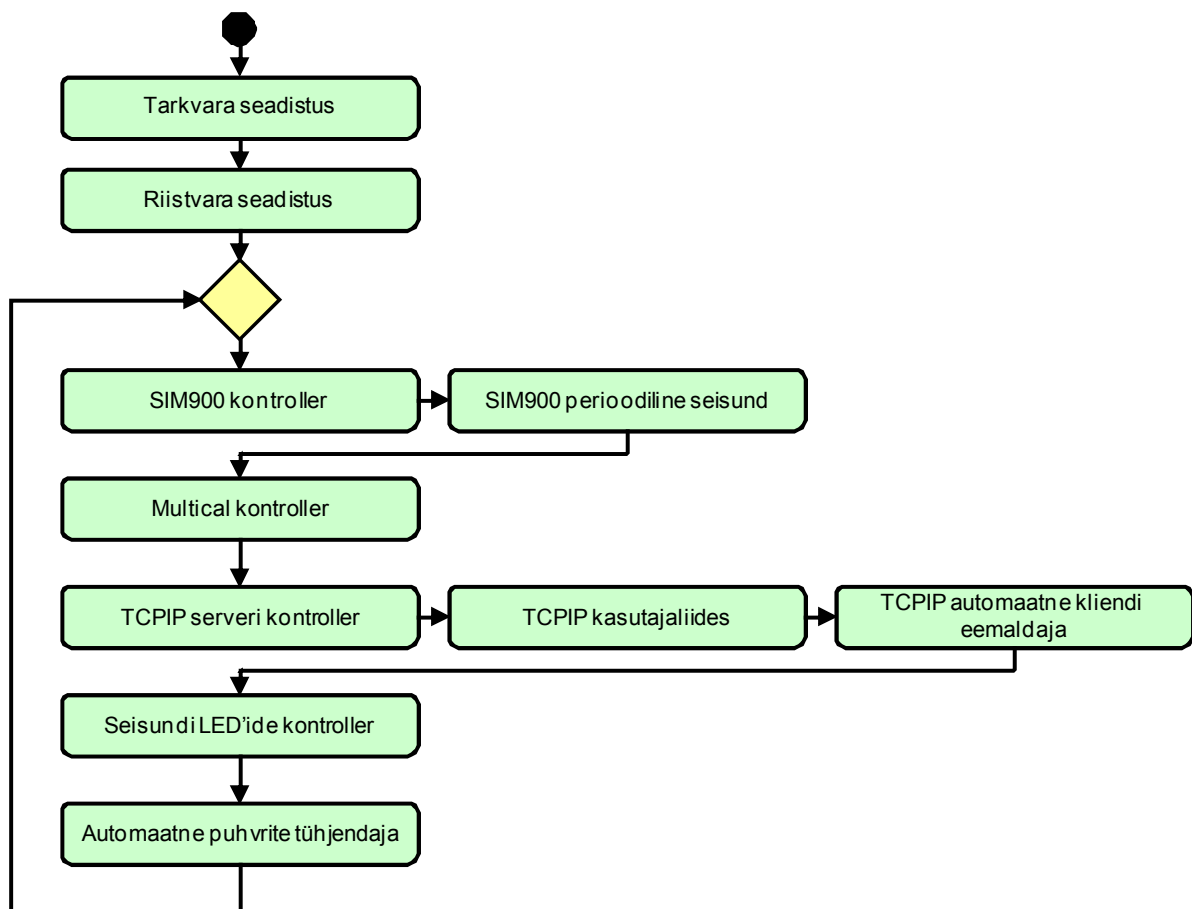 Tarkvara seadistus
Riistvara seadistus
SIM900 kontroller
SIM900 perioodiline seisund
Multical kontroller
TCPIP serveri kontroller
TCPIP kasutajaliides
TCPIP automaatne kliendi
eemaldaja
Seisundi LED’ide kontroller
Automaatne puhvrite tühjendaja